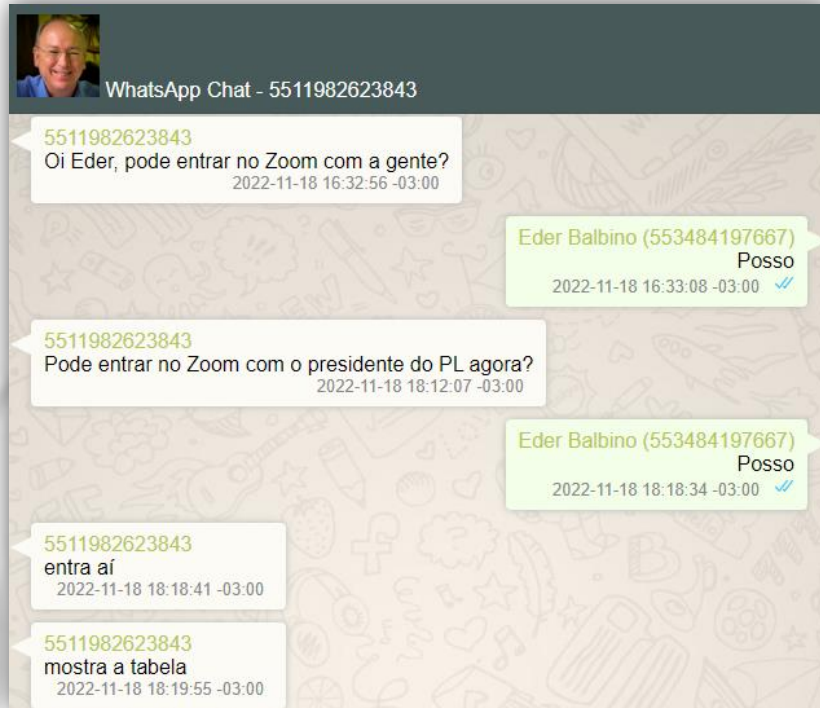 WhatsApp Chat - 5511982623843
5511982623843
Oi Eder, pode entrar no Zoom com a gente?
2022-11-18 16:32:56 -03:00
Eder Balbino (553484197667)
Posso
2022-11-18 16:33:08 -03:00
5511982623843
Pode entrar no Zoom com o presidente do PL agora?
2022-11-18 18:12:07 -03:00
Eder Balbino (553484197667)
Posso
2022-11-18 18:18:34 -03:00
5511982623843
entra aí
2022-11-18 18:18:41 -03:00
5511982623843
mostra a tabela
2022-11-18 18:19:55 -03:00